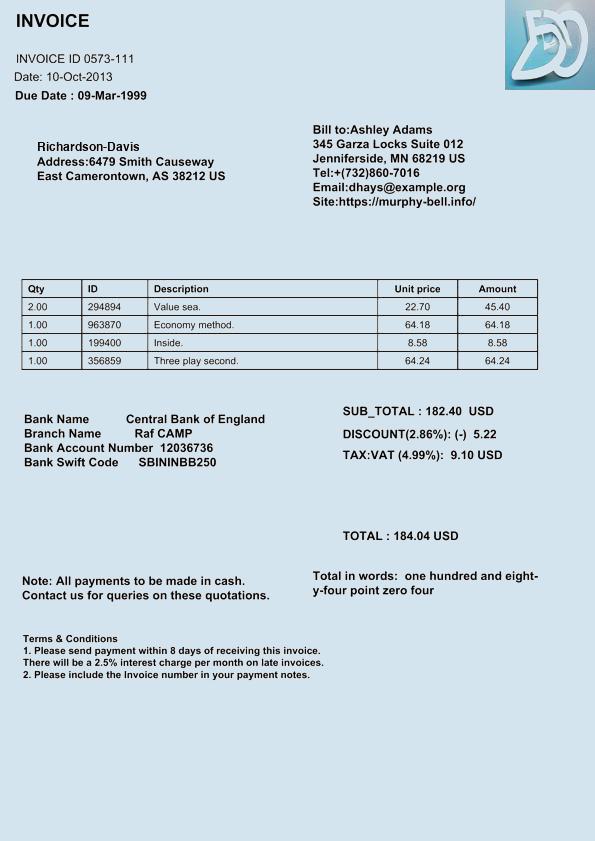 INVOICE
INVOICE ID 0573-111
Date: 10-Oct-2013
Due Date : 09-Mar-1999
Richardson-Davis
Address:6479 Smith Causeway
East Camerontown, AS 38212 US
Bill to:Ashley Adams
345 Garza Locks Suite 012
Jenniferside, MN 68219 US
Tel:+(732)860-7016
Email:dhays@example.org
Site:https://murphy-bell.info/
Qty ID Description Unit price Amount
2.00 294894 Value sea. 22.70 45.40
1.00 963870 Economy method. 64.18 64.18
1.00 199400 Inside. 8.58 8.58
1.00 356859 Three play second. 64.24 64.24
Bank Name Central Bank of England
Branch Name Raf CAMP
Bank Account Number 12036736
Bank Swift Code SBININBB250
SUB_TOTAL : 182.40 USD
DISCOUNT(2.86%): (-) 5.22
TAX:VAT (4.99%): 9.10 USD
TOTAL : 184.04 USD
Note: All payments to be made in cash.
Contact us for queries on these quotations.
Total in words: one hundred and eight-
y-four point zero four
Terms & Conditions
1. Please send payment within 8 days of receiving this invoice.
There will be a 2.5% interest charge per month on late invoices.
2. Please include the Invoice number in your payment notes.